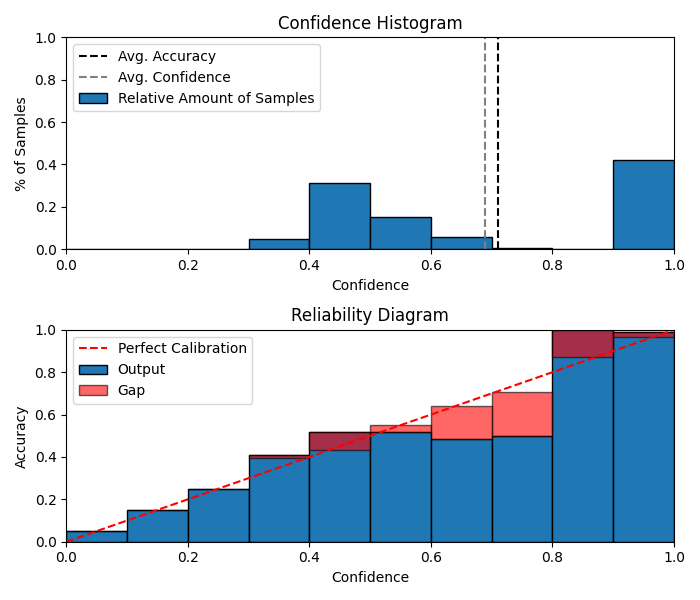 Confidence Histogram
1.0
0.8
0.6
0.4
0.2
0.0
% of Samples
Avg. Accuracy
Avg. Confidence
Relative Amount of Samples
0.0 0.2 0.4 0.6 0.8 1.0
Confidence
Reliability Diagram
1.0
0.8
0.6
0.4
0.2
0.0
Accuracy
Perfect Calibration
Output
Gap
0.0 0.2 0.4 0.6 0.8 1.0
Confidence